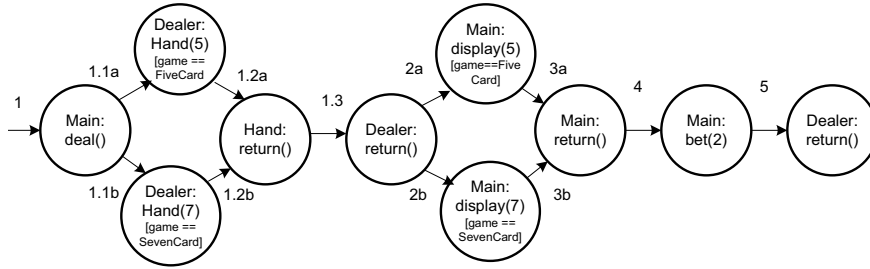 1
Main:
deal()
1.1a
Dealer:
Hand(5)
[game ==
FiveCard
1.2a
1.1b
Dealer:
Hand(7)
[game ==
SevenCard]
1.2b
Hand:
return()
1.3
Dealer:
return()
2a
Main:
display(5)
[game==Five
Card]
3a
2b
Main:
display(7)
[game ==
SevenCard]
3b
Main:
return()
4
Main:
bet(2)
5
Dealer:
return()